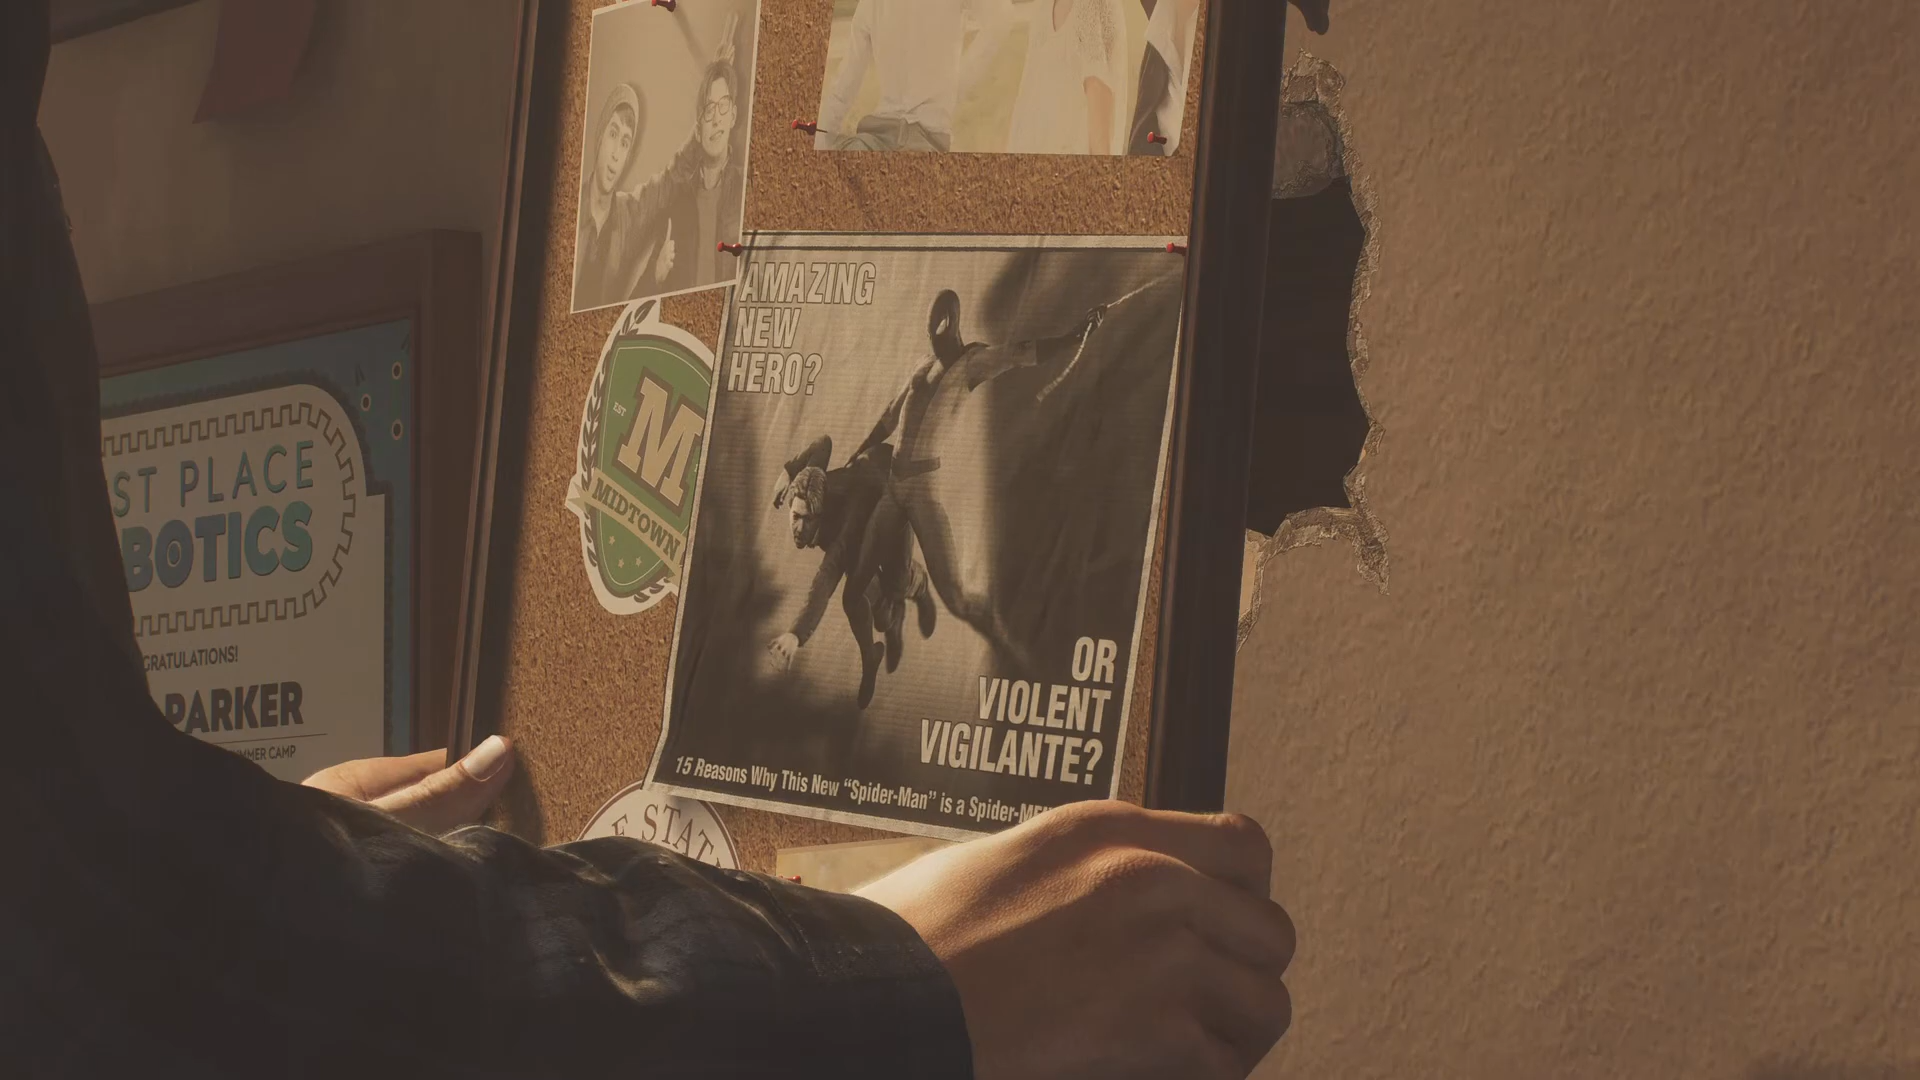 AMAZING
NEW
HERO?
EST
M
MIDTOWN
ST PLACE
BOTICS
GRATULATIONS!
PARKER
MMER CAMP
OR
VIOLENT
VIGILANTE?
15 Reasons Why This New “Spider-Man” is a Spider-ME
E STAT